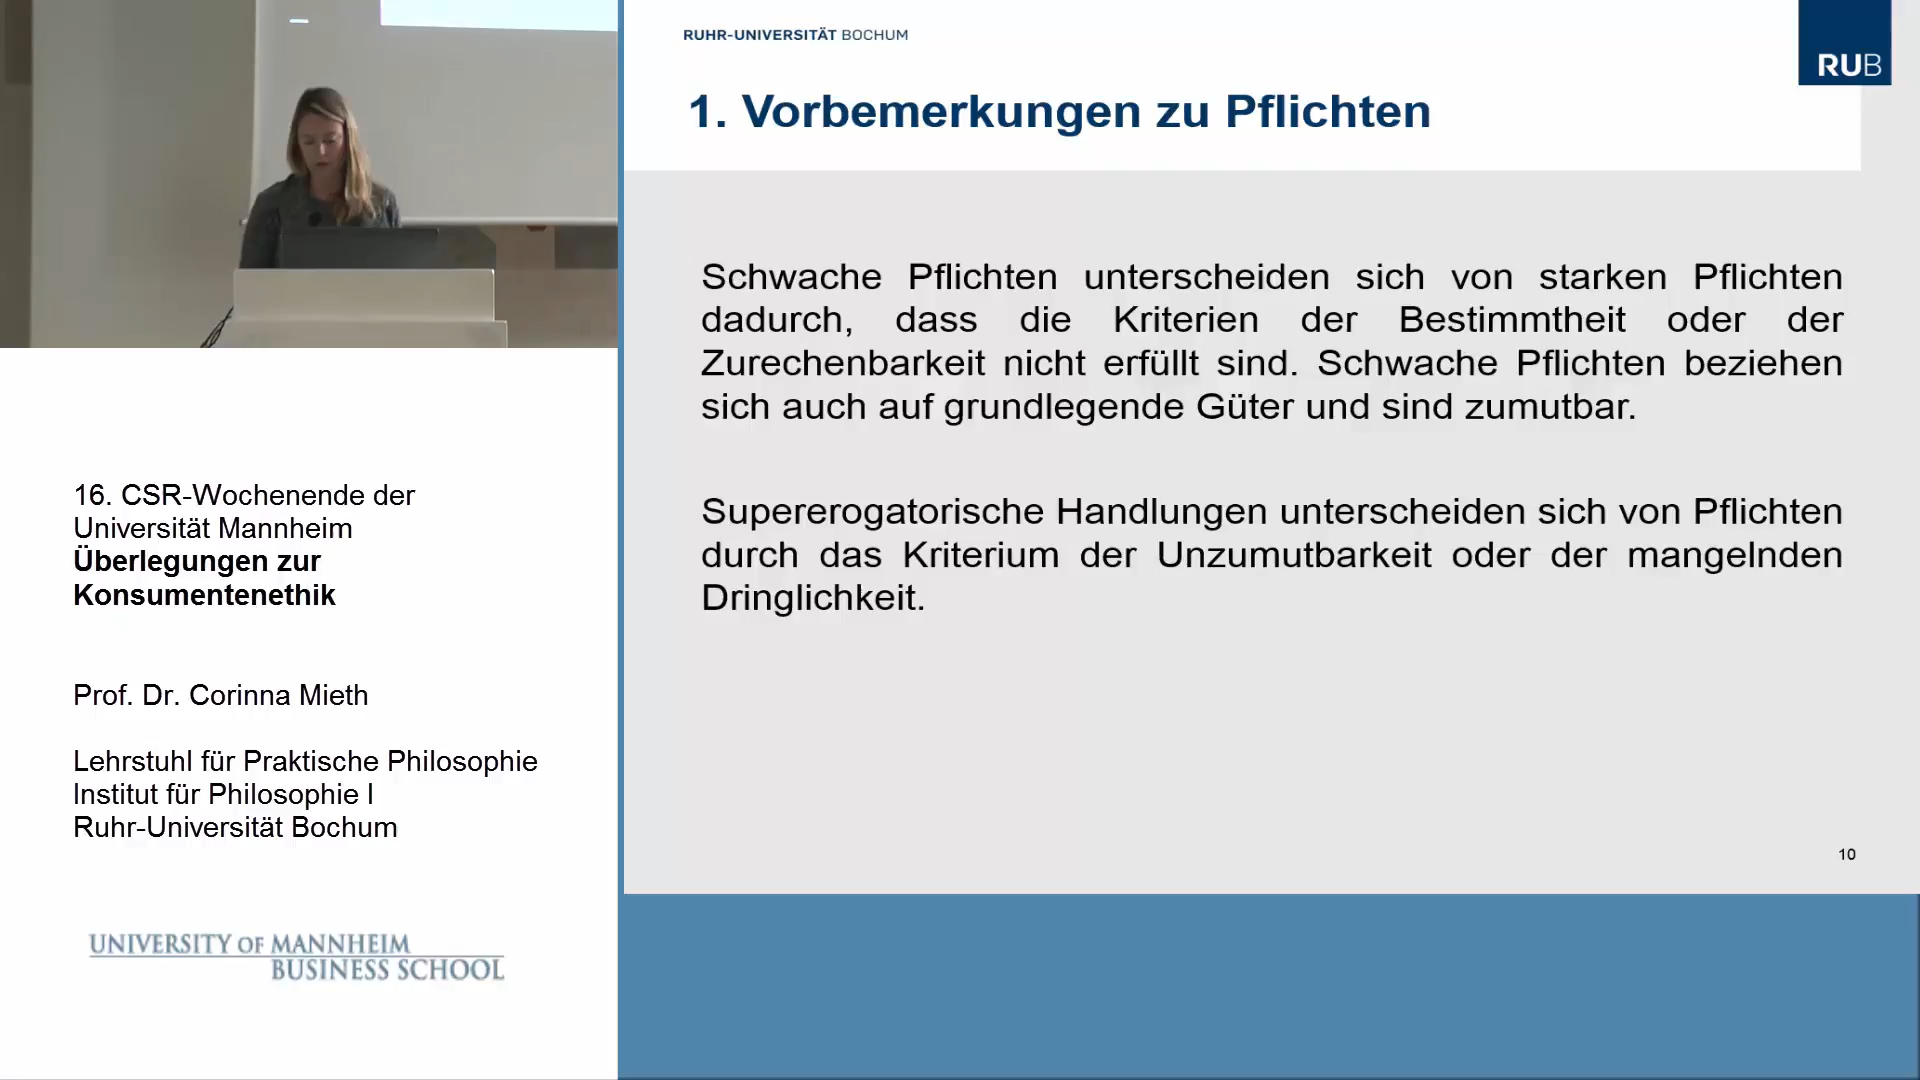 RUHR-UNIVERSITÄT BOCHUM
RUB
1. Vorbemerkungen zu Pflichten
Schwache Pflichten unterscheiden sich von starken Pflichten
dadurch, dass die Kriterien der Bestimmtheit oder der
Zurechenbarkeit nicht erfüllt sind. Schwache Pflichten beziehen
sich auch auf grundlegende Güter und sind zumutbar.
Supererogatorische Handlungen unterscheiden sich von Pflichten
durch das Kriterium der Unzumutbarkeit oder der mangelnden
Dringlichkeit.
10
16. CSR-Wochenende der
Universität Mannheim
Überlegungen zur
Konsumentenethik
Prof. Dr. Corinna Mieth
Lehrstuhl für Praktische Philosophie
Institut für Philosophie I
Ruhr-Universität Bochum
UNIVERSITY OF MANNHEIM
BUSINESS SCHOOL